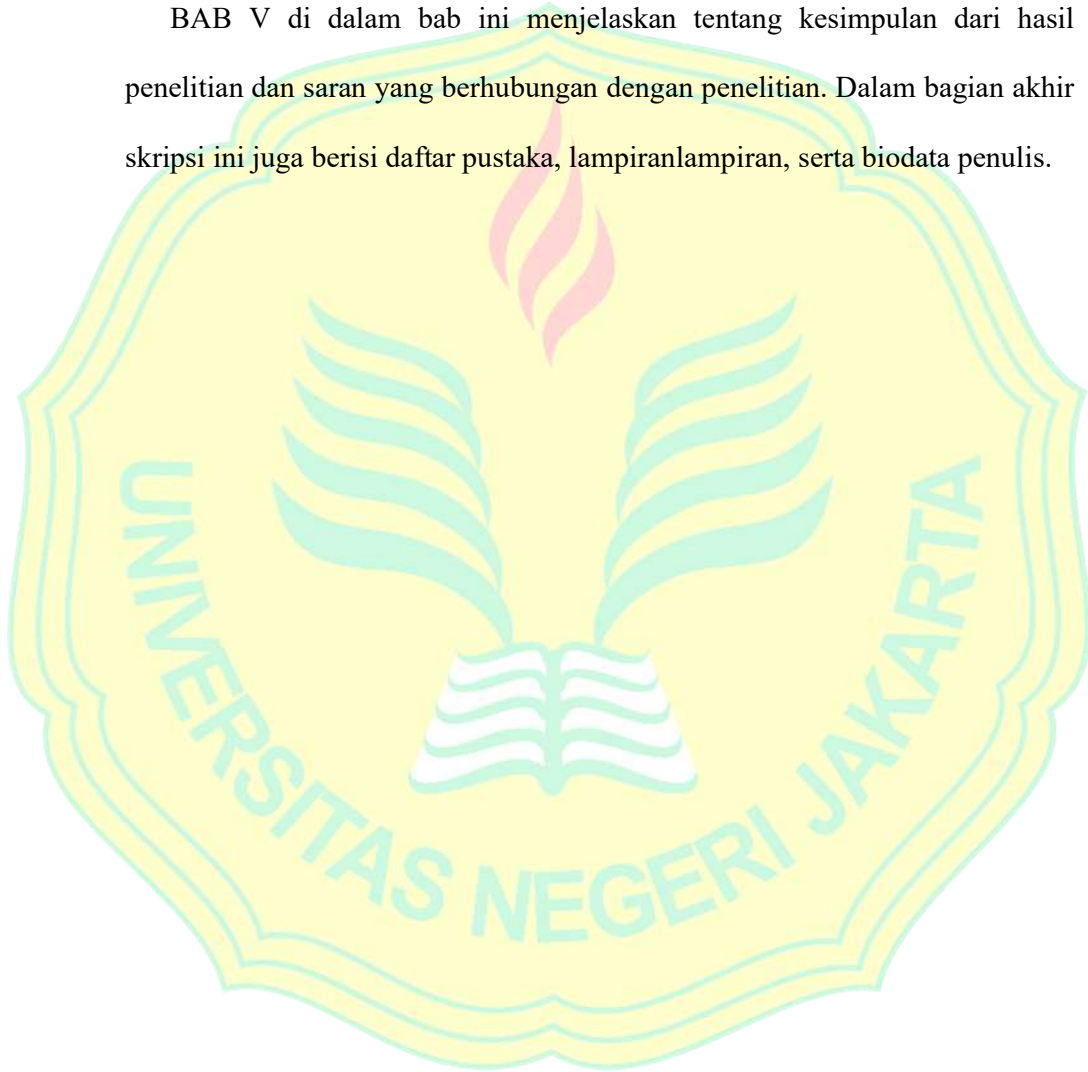 BAB V di dalam bab ini menjelaskan tentang kesimpulan dari hasil
penelitian dan saran yang berhubungan dengan penelitian. Dalam bagian akhir
skripsi ini juga berisi daftar pustaka, lampiranlampiran, serta biodata penulis.
UNIVERSITAS NEGERI JAKARTA